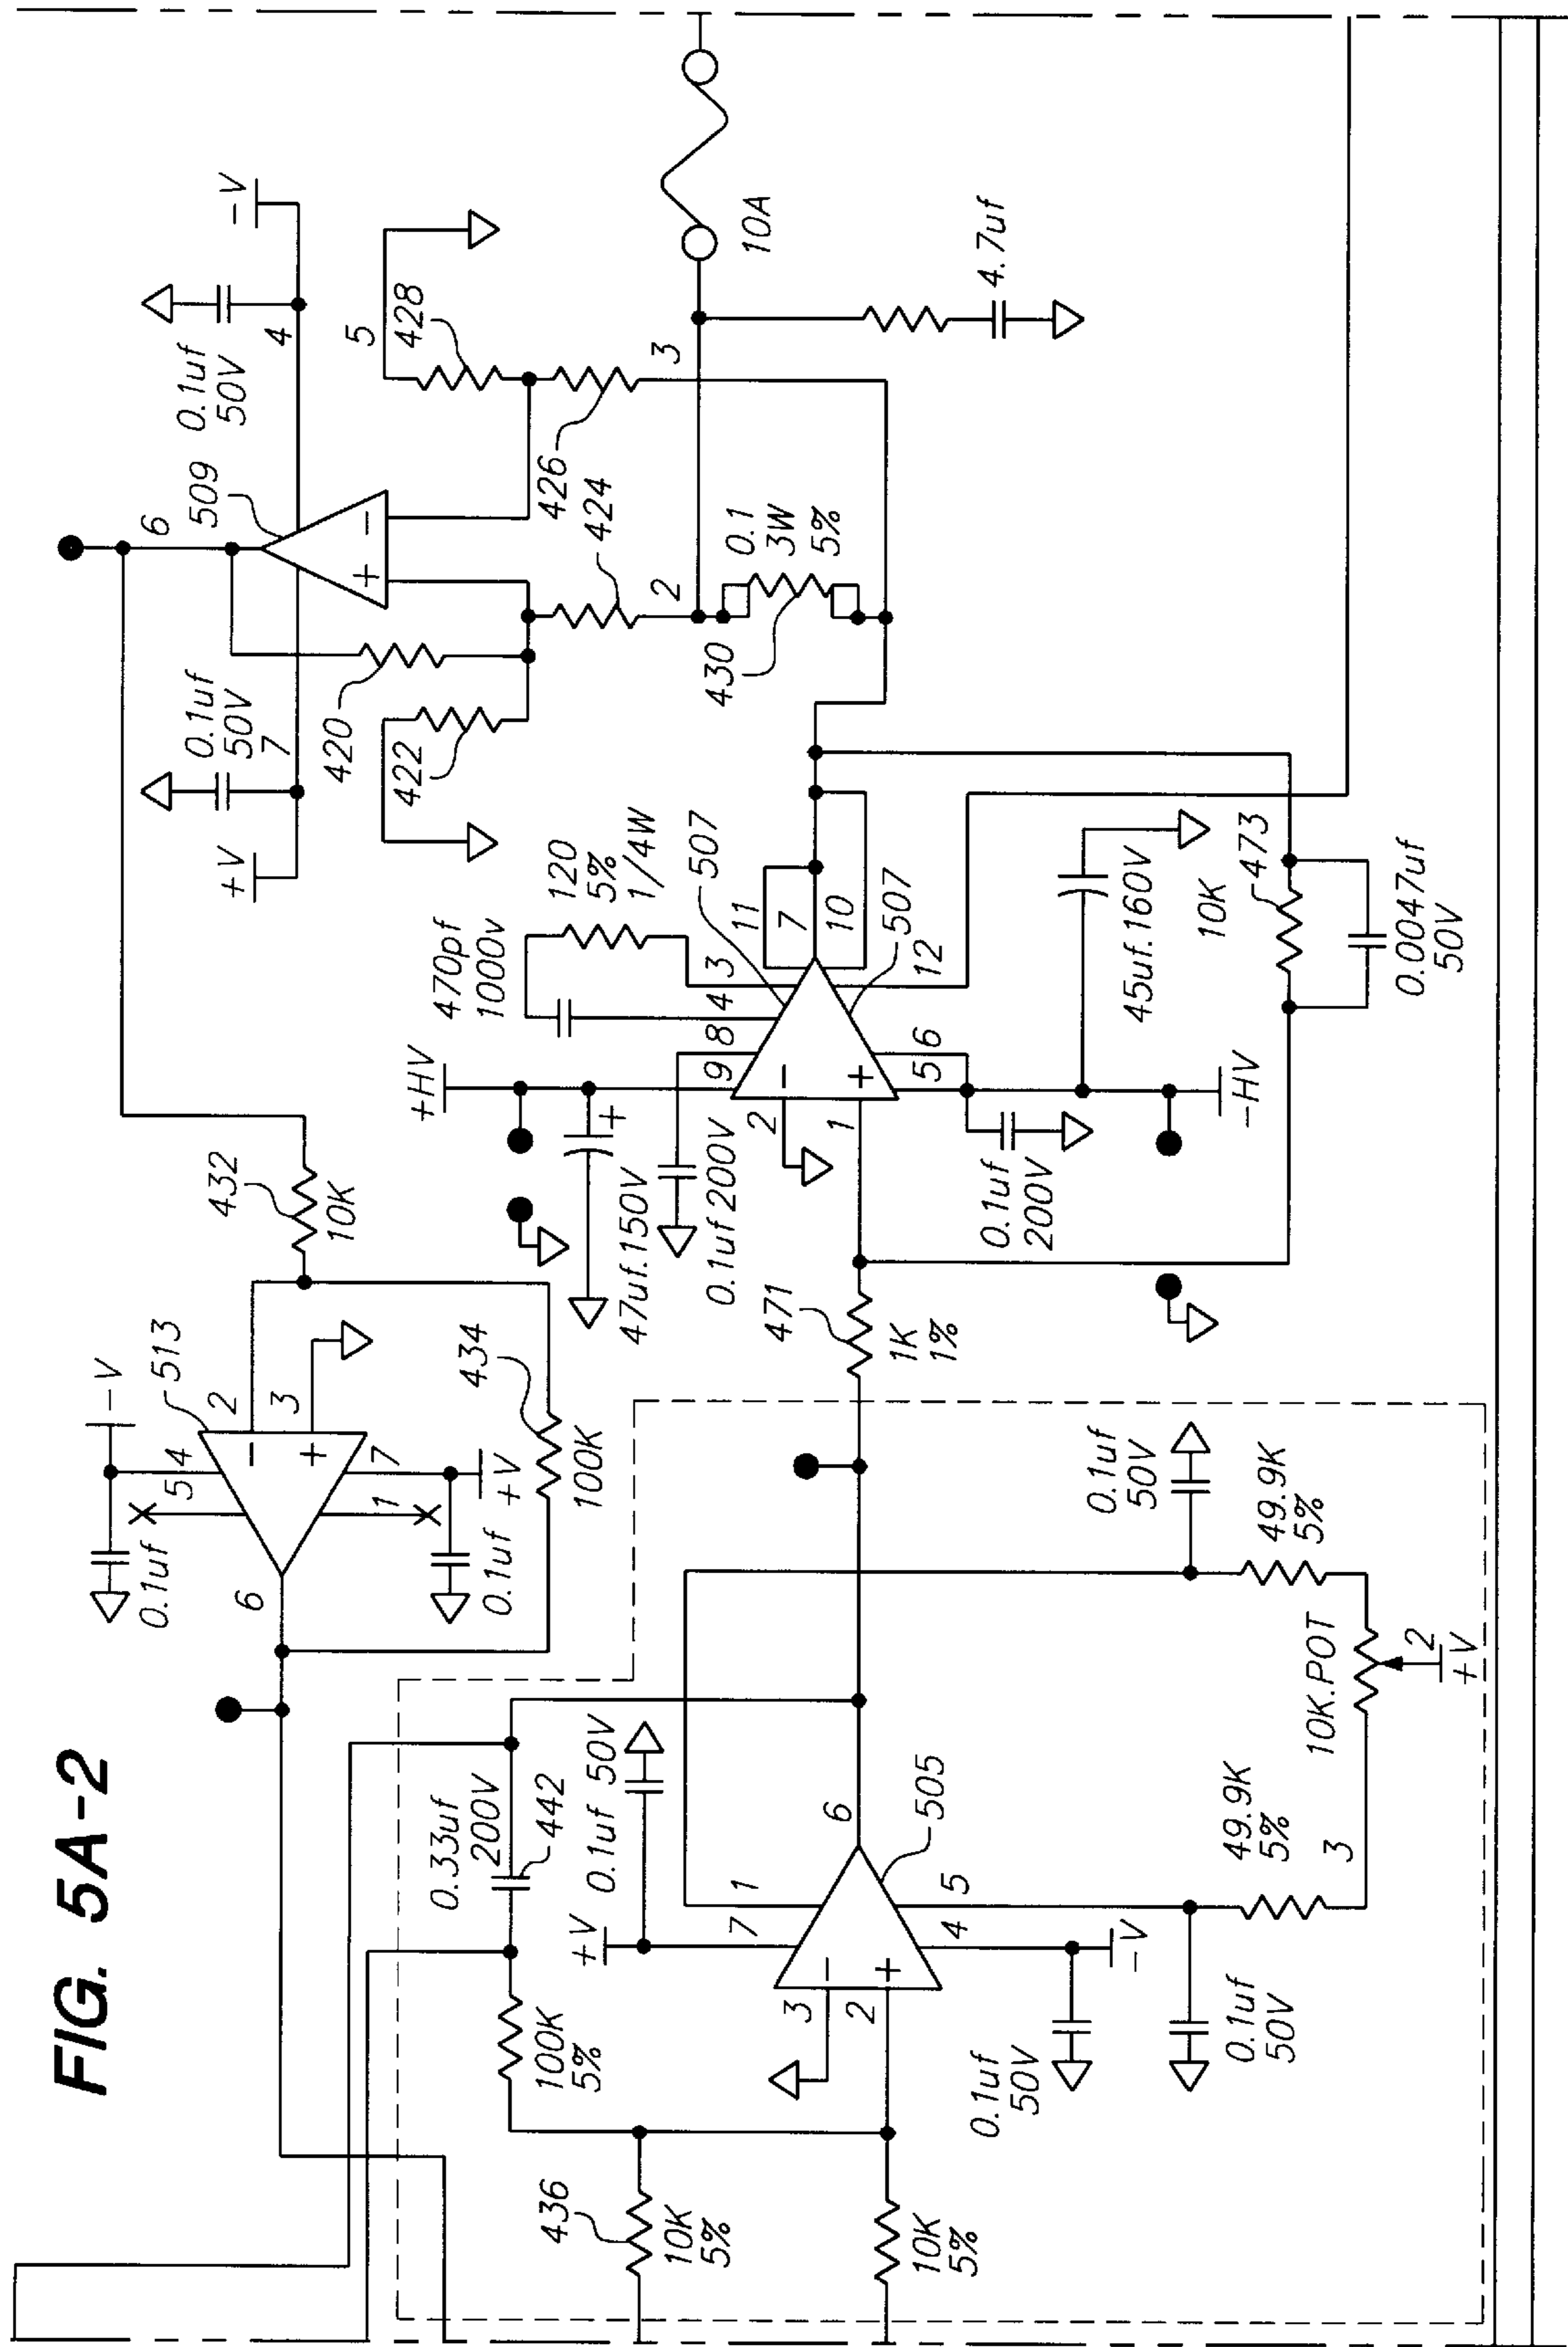 FIG. 5A-2
6
509
0.1uf
50V
4
-V
+V
0.1uf
50V
7
420
422
5
428
426
424
3
2
0.1
3W
5%
430
10A
4.7uf
432
10K
513
-V
2
3
4
5
7
1
+V
0.1uf
0.1uf
6
434
100K
+HV
470pf
1000v
120
5%
1/4W
507
11
7
10
3
4
8
9
2
1
5
6
12
507
47uf.150V
+
0.1uf 200V
0.1uf
200V
-HV
45uf.160V
10K
473
0.0047uf
50V
471
1K
1%
0.33uf
200V
442
+V
0.1uf 50V
100K
5%
436
10K
5%
10K
5%
7
1
6
505
3
2
4
5
-V
0.1uf
50V
0.1uf
50V
49.9K
5%
3
10K.POT
2
+V
49.9K
5%
0.1uf
50V